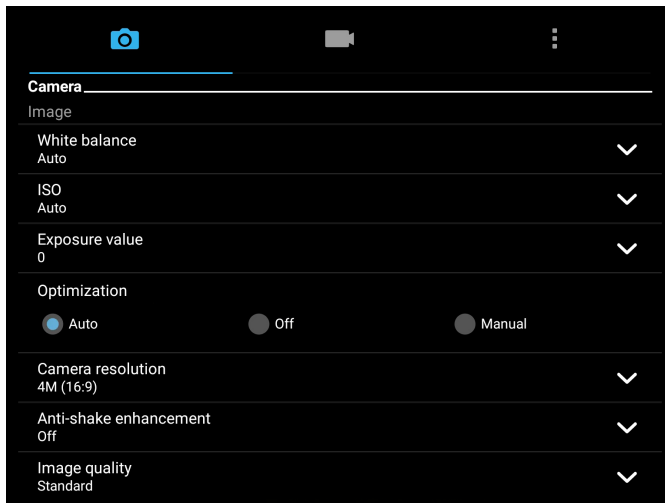 Camera
Image
White balance
Auto
ISO
Auto
Exposure value
0
Optimization
Auto Off Manual
Camera resolution
4M (16:9)
Anti-shake enhancement
Off
Image quality
Standard